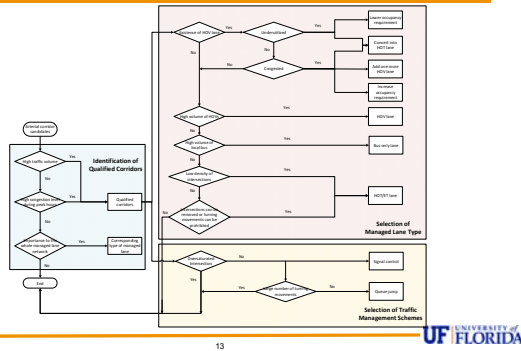 Existence of HOV lane
Yes
Underutilized
Yes
Lower occupancy
requirement
No
No
Convert into
HOT lane
No
Congested
Yes
Add one more
HOV lane
Increase
occupancy
requirement
High volume of HOVs
Yes
HOV lane
No
High volume of
local bus
Yes
Bus only lane
No
Low density of
intersections
Yes
No
HOT/ET lane
Intersections can be
removed or turning
movements can be
prohibited
Yes
No
Selection of
Managed Lane Type
Arterial corridor
candidates
Identification of
Qualified Corridors
High traffic volume
Yes
No
High congestion level
during peak hours
Yes
Qualified
corridors
No
Importance to the
whole managed lane
network
Yes
Corresponding
type of managed
lane
No
End
Oversaturated
intersection
No
Signal control
Yes
Large number of turning
movements
Yes
No
Queue jump
Selection of Traffic
Management Schemes
13
UF UNIVERSITY of
FLORIDA